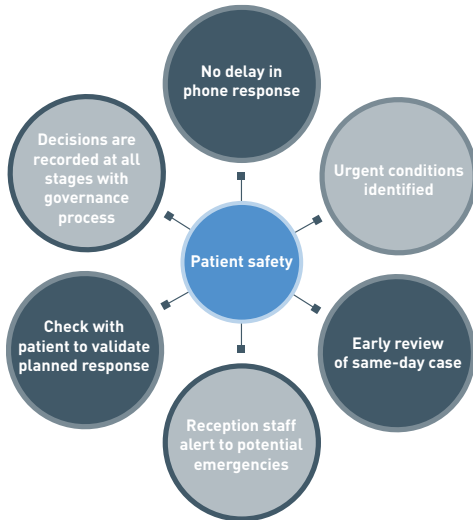 No delay in
phone response
Decisions are
recorded at all
stages with
governance
process
Urgent conditions
identified
Patient safety
Check with
patient to validate
planned response
Early review
of same-day case
Reception staff
alert to potential
emergencies